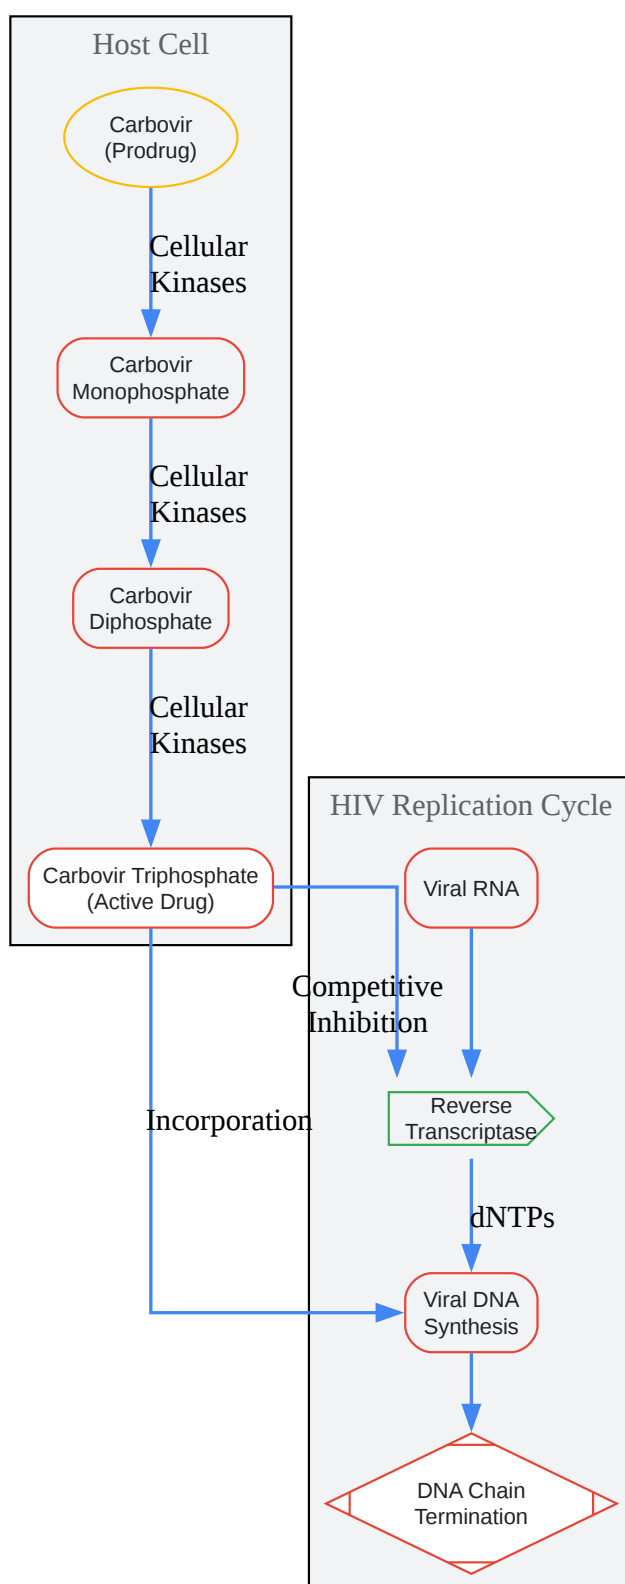 Host Cell
Carbovir
(Prodrug)
Cellular
Kinases
Carbovir
Monophosphate
Cellular
Kinases
Carbovir
Diphosphate
Cellular
Kinases
Carbovir Triphosphate
(Active Drug)
HIV Replication Cycle
Viral RNA
Competitive
Inhibition
Incorporation
Reverse
Transcriptase
dNTPs
Viral DNA
Synthesis
DNA Chain
Termination